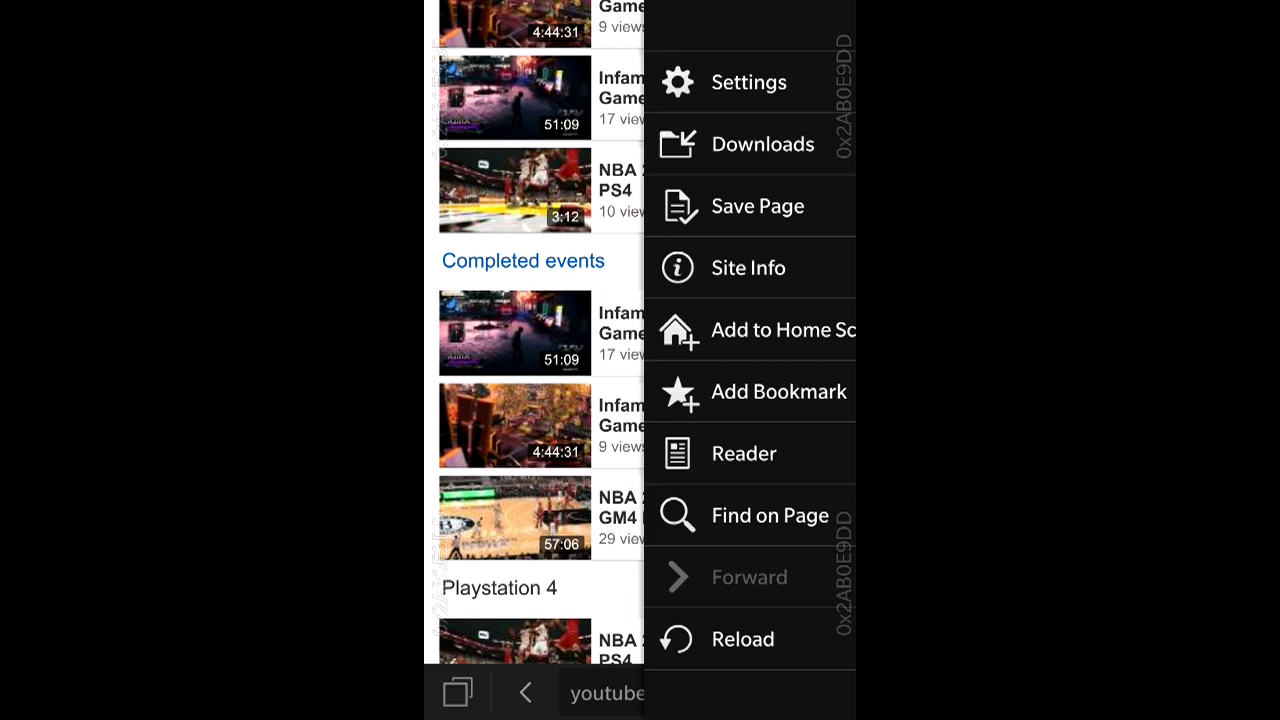 Game
9 views
4:44:31
Infam
Game
17 view
51:09
NBA 2
PS4
10 view
3:12
Completed events
Infam
Game
17 view
51:09
Infam
Game
9 views
4:44:31
NBA 2
GM4
29 view
57:06
Playstation 4
NBA 2
PS4
youtube
Settings
Downloads
Save Page
Site Info
Add to Home Sc
Add Bookmark
Reader
Find on Page
Forward
Reload
0x2AB0E9DD
0x2AB0E9DD